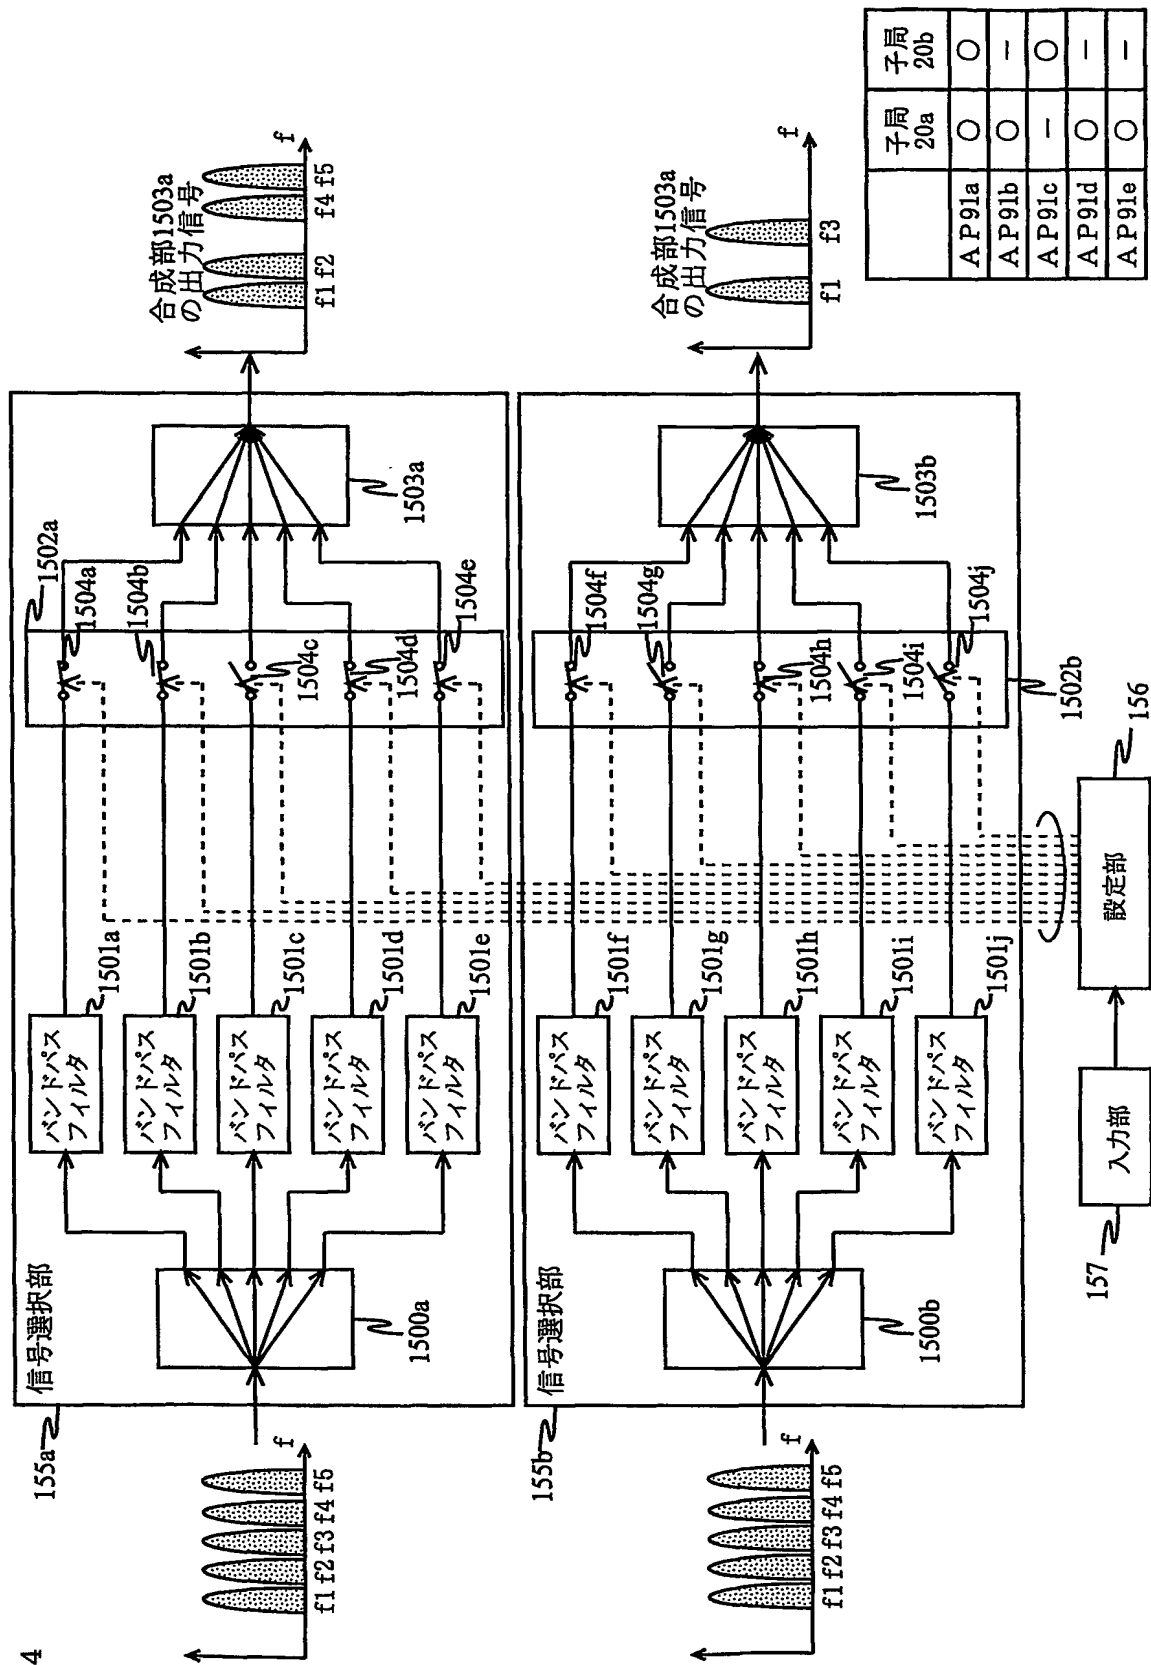 4
155a
信号選択部
f1 f2 f3 f4 f5
f
1500a
バンドパス
フィルタ
1501a
バンドパス
フィルタ
1501b
バンドパス
フィルタ
1501c
バンドパス
フィルタ
1501d
バンドパス
フィルタ
1501e
1502a
1504a
1504b
1504c
1504d
1504e
1503a
合成部1503a
の出力信号
f1 f2
f4 f5
f
155b
信号選択部
f1 f2 f3 f4 f5
f
1500b
バンドパス
フィルタ
1501f
バンドパス
フィルタ
1501g
バンドパス
フィルタ
1501h
バンドパス
フィルタ
1501i
バンドパス
フィルタ
1501j
1504f
1504g
1504h
1504i
1504j
1502b
1503b
合成部1503a
の出力信号
f1
f3
f
157
入力部
設定部
156
子局
20a
子局
20b
AP91a ○ ○
AP91b ○ −
AP91c − ○
AP91d ○ −
AP91e ○ −